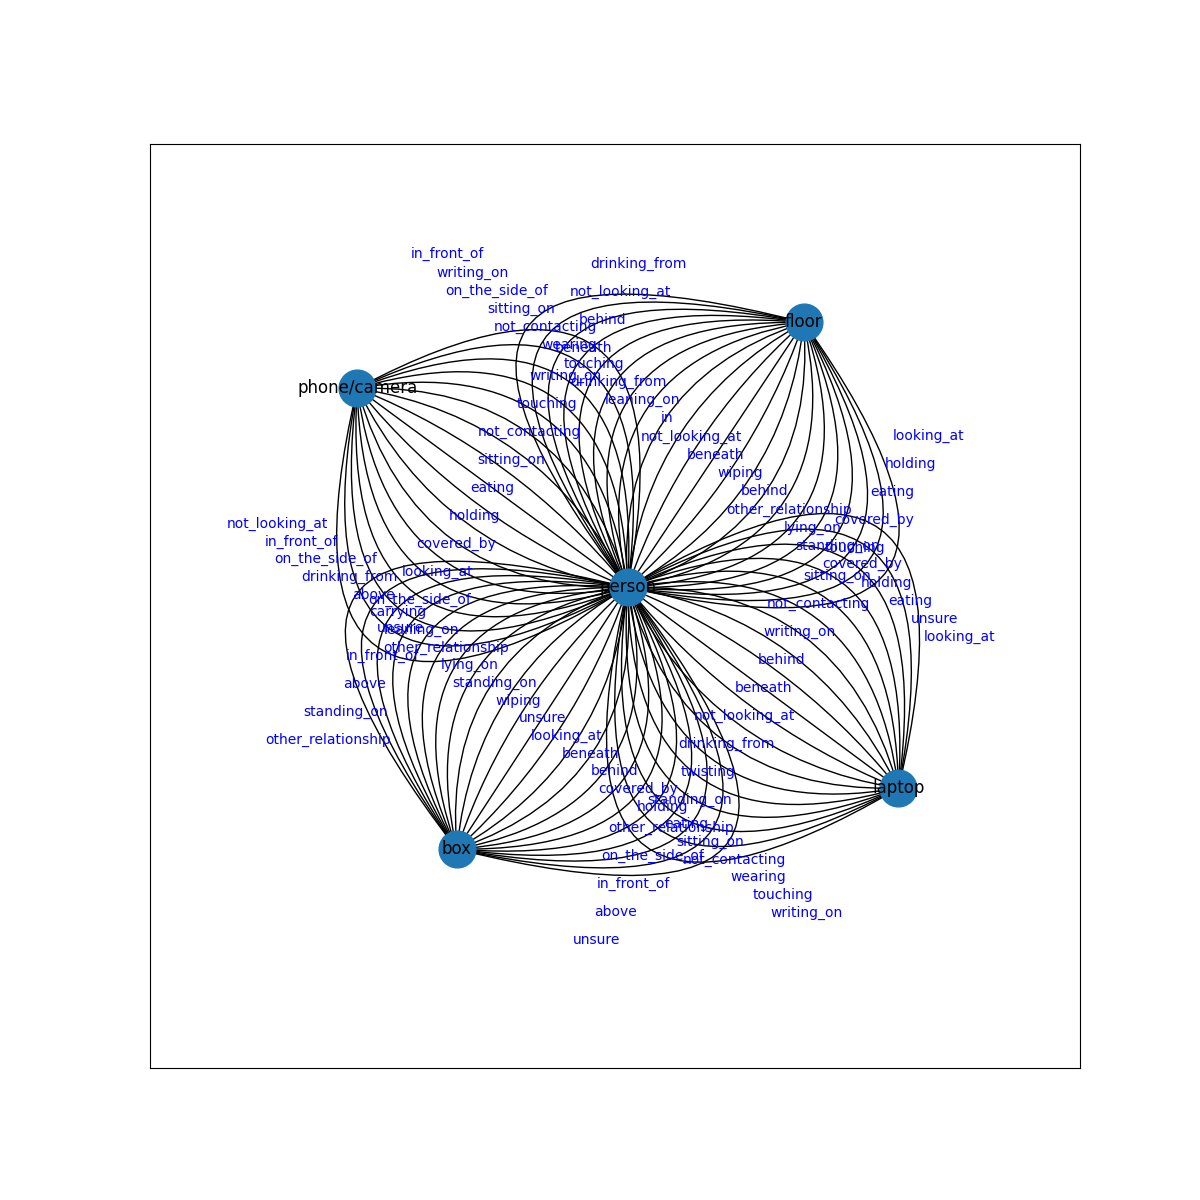 in_front_of
drinking_from
writing_on
on_the_side_of
not_looking_at
sitting_on
behind
floor
not_contacting
wearing
beneath
touching
writing_on
drinking_from
phone/camera
leaning_on
touching
in
not_contacting
not_looking_at
looking_at
beneath
sitting_on
holding
wiping
eating
behind
eating
other_relationship
holding
covered_by
not_looking_at
lying_on
in_front_of
covered_by
standing_on
touching
on_the_side_of
covered_by
looking_at
drinking_from
sitting_on
holding
person
above
on_the_side_of
not_contacting
eating
carrying
unsure
unsure
leaning_on
writing_on
looking_at
other_relationship
in_front_of
behind
lying_on
above
standing_on
beneath
wiping
standing_on
unsure
not_looking_at
other_relationship
looking_at
drinking_from
beneath
behind
twisting
covered_by
laptop
standing_on
holding
other_relationship
eating
sitting_on
box
on_the_side_of
not_contacting
in_front_of
wearing
touching
above
writing_on
unsure